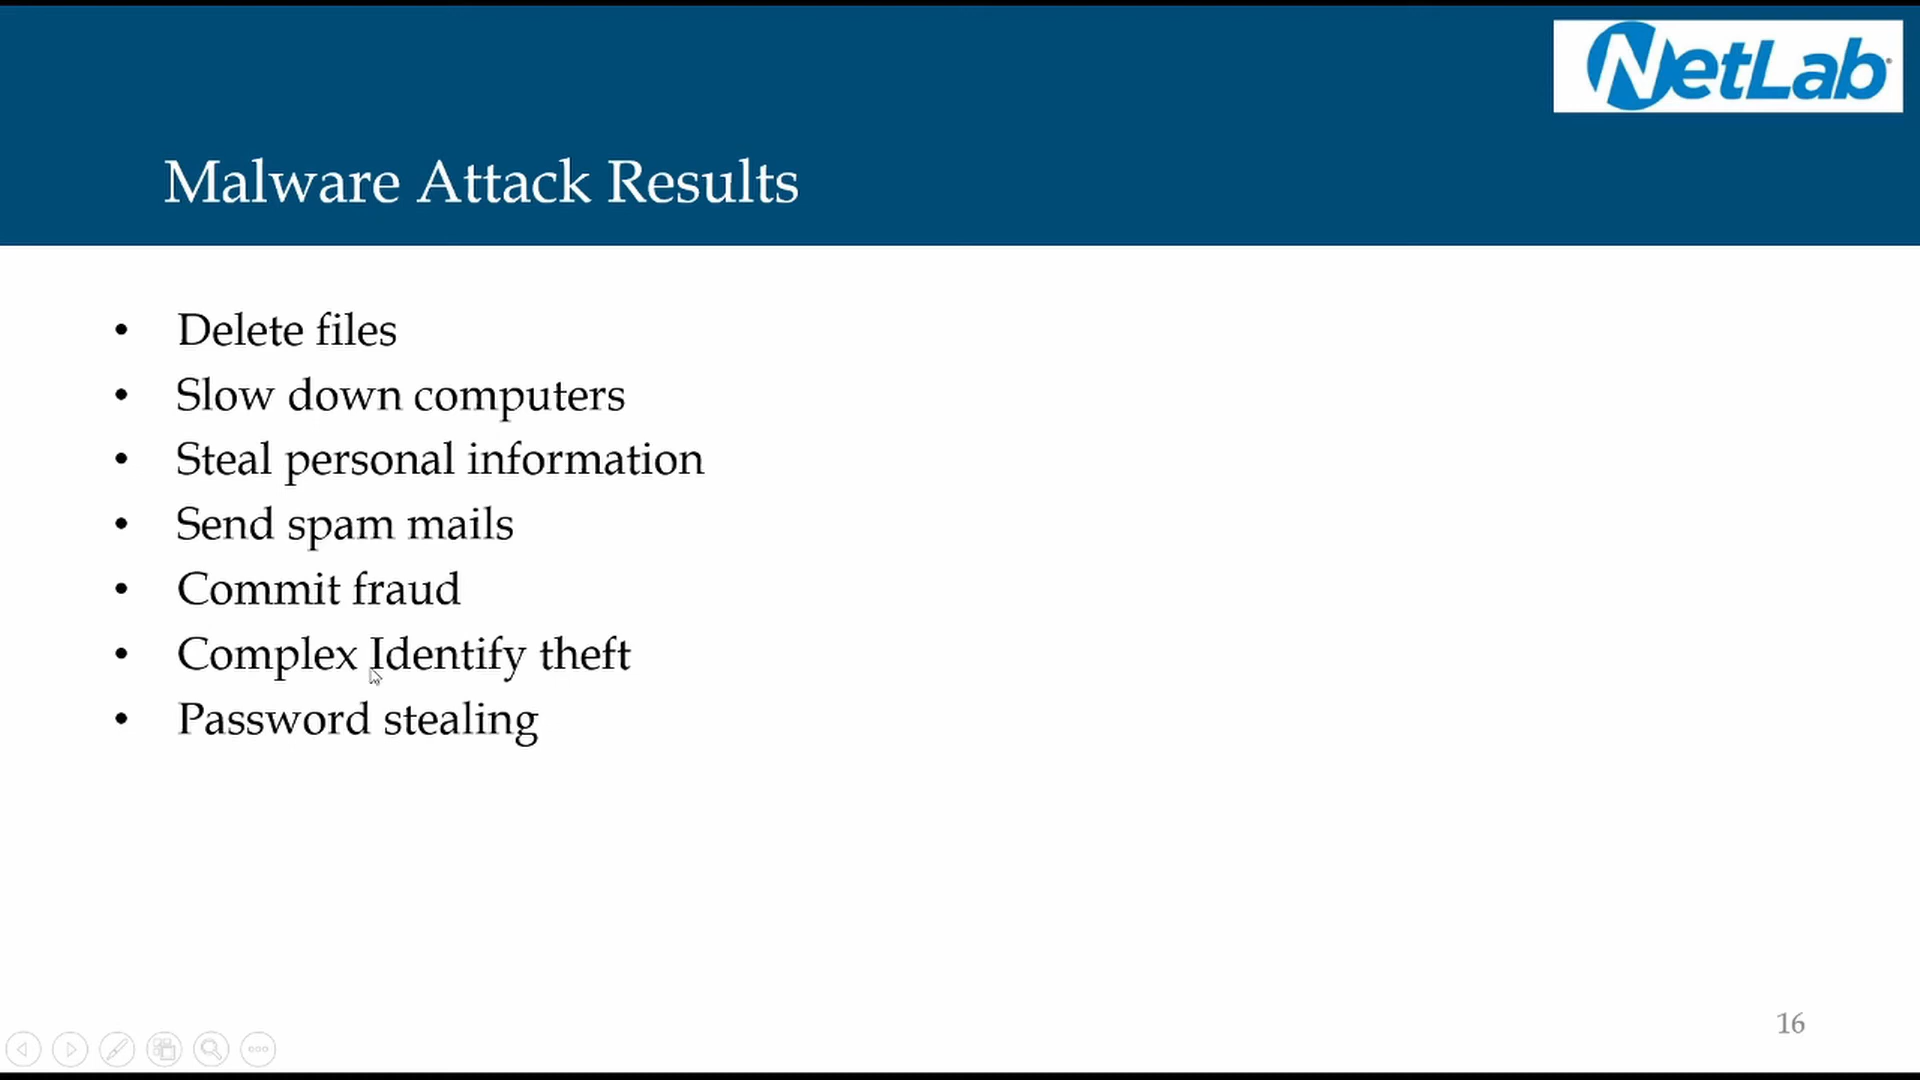 NetLab
Malware Attack Results
• Delete files
• Slow down computers
• Steal personal information
• Send spam mails
• Commit fraud
• Complex Identify theft
• Password stealing
16